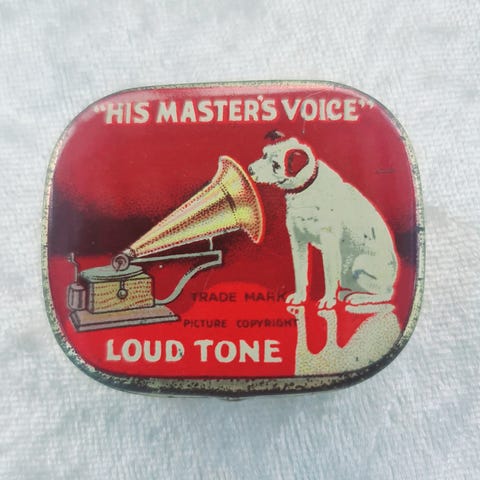 "HIS MASTER'S VOICE"
TRADE MARK
PICTURE COPYRIGHT
LOUD TONE